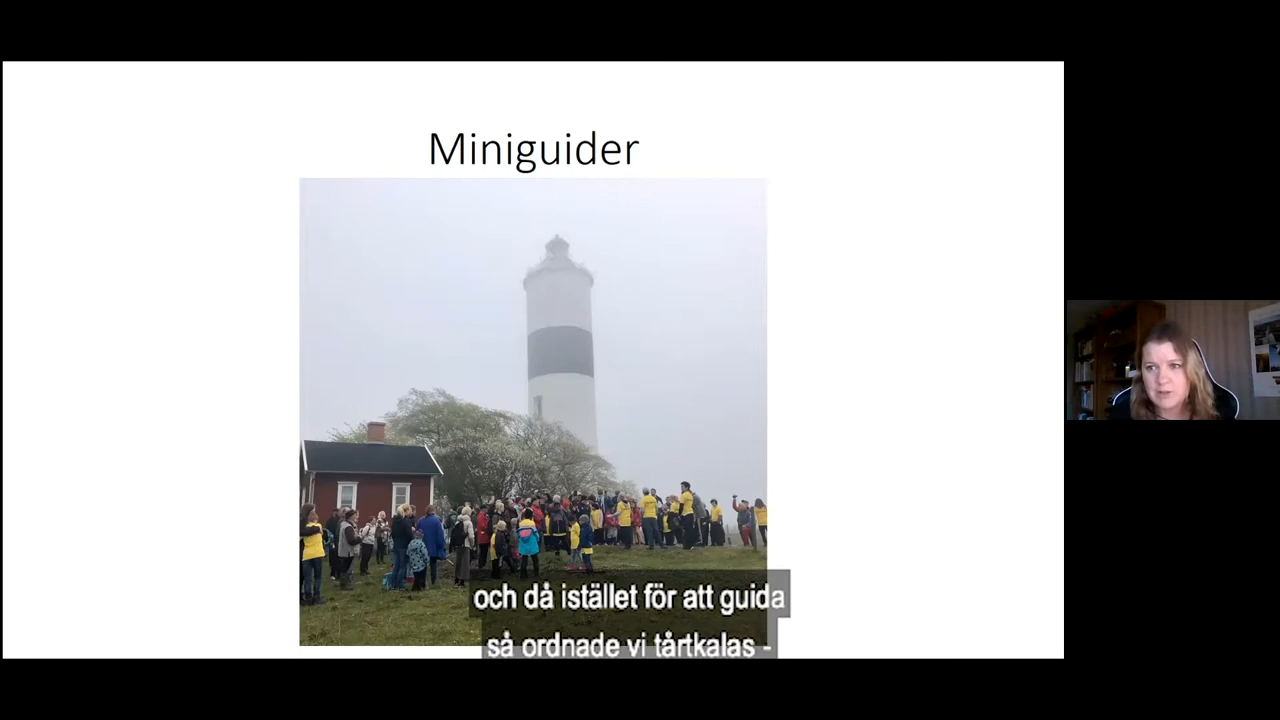 Miniguider
och då istället för att guida
så ordnade vi tårtkalas -